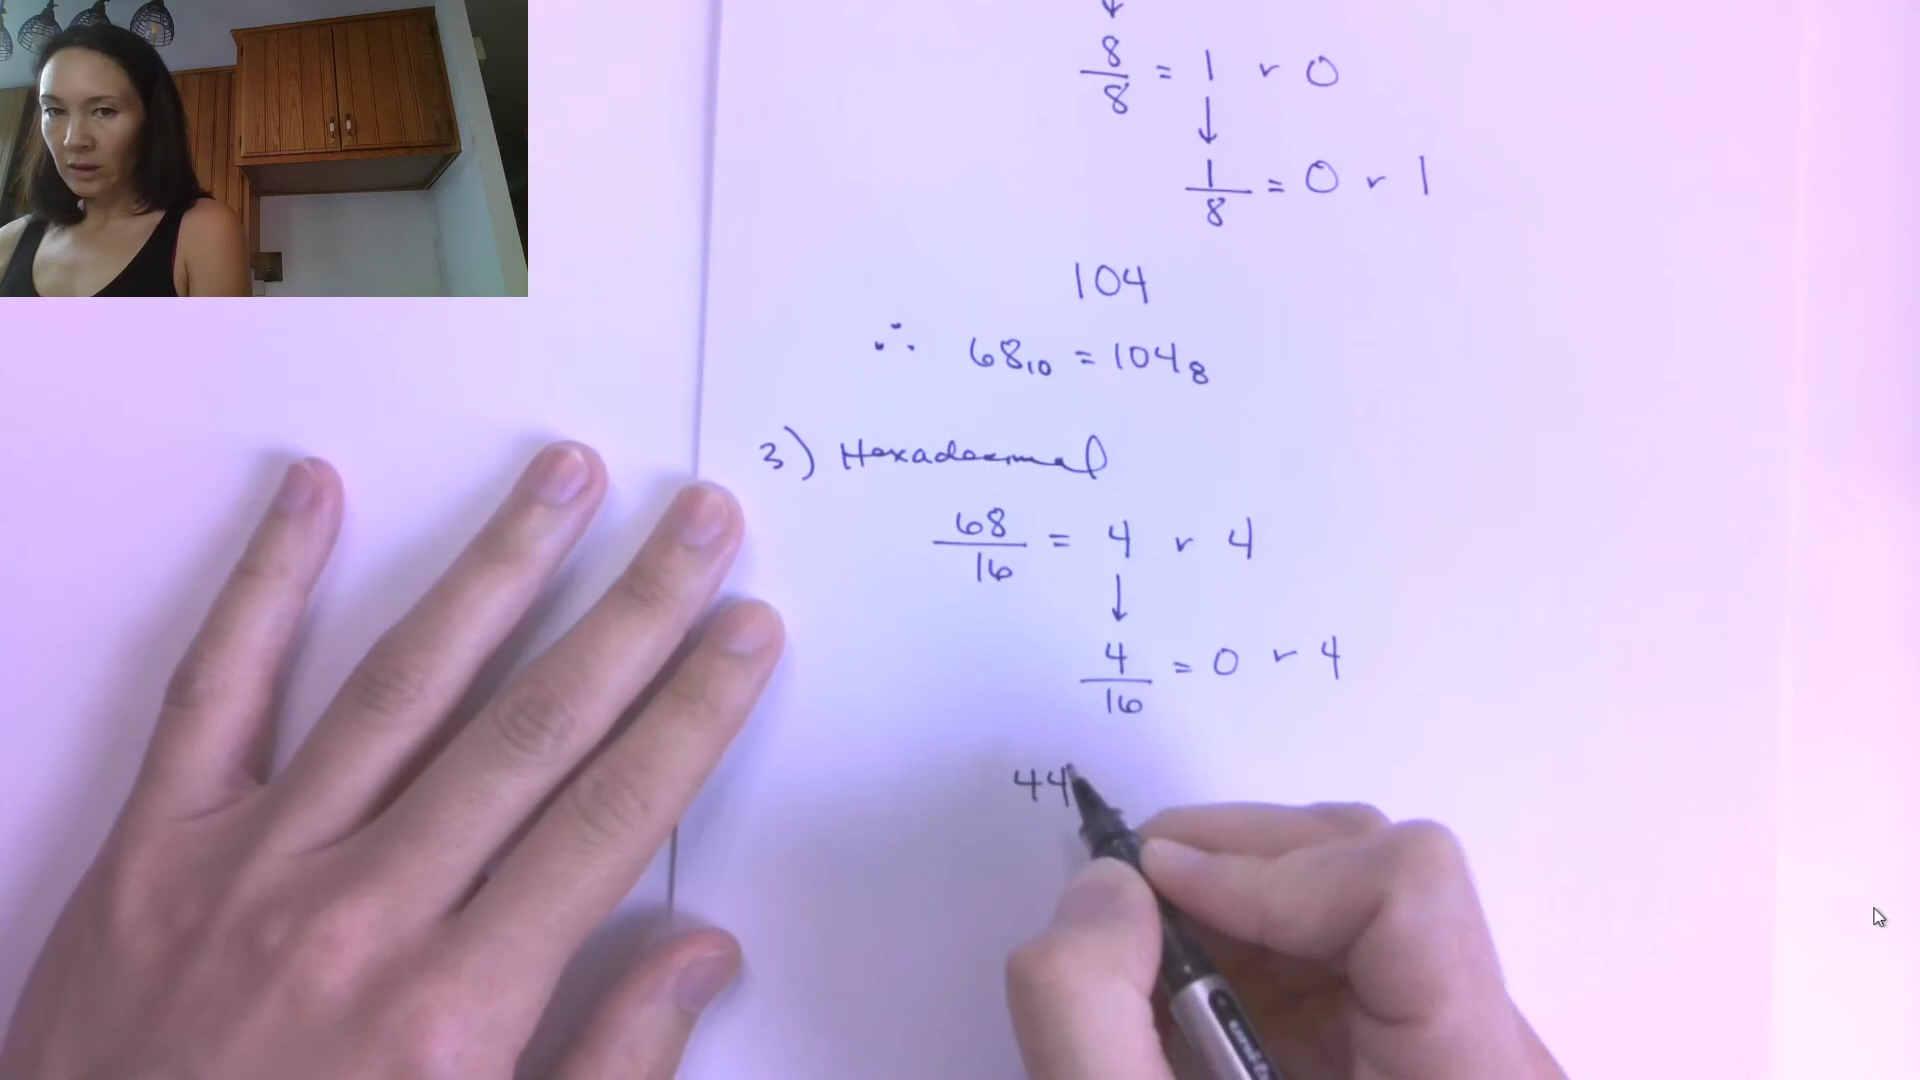 8/8 = 1 r 0
↓
1/8 = 0 r 1
104
∴ 68₁₀ = 104₈
3) Hexadecimal
68/16 = 4 r 4
↓
4/16 = 0 r 4
44